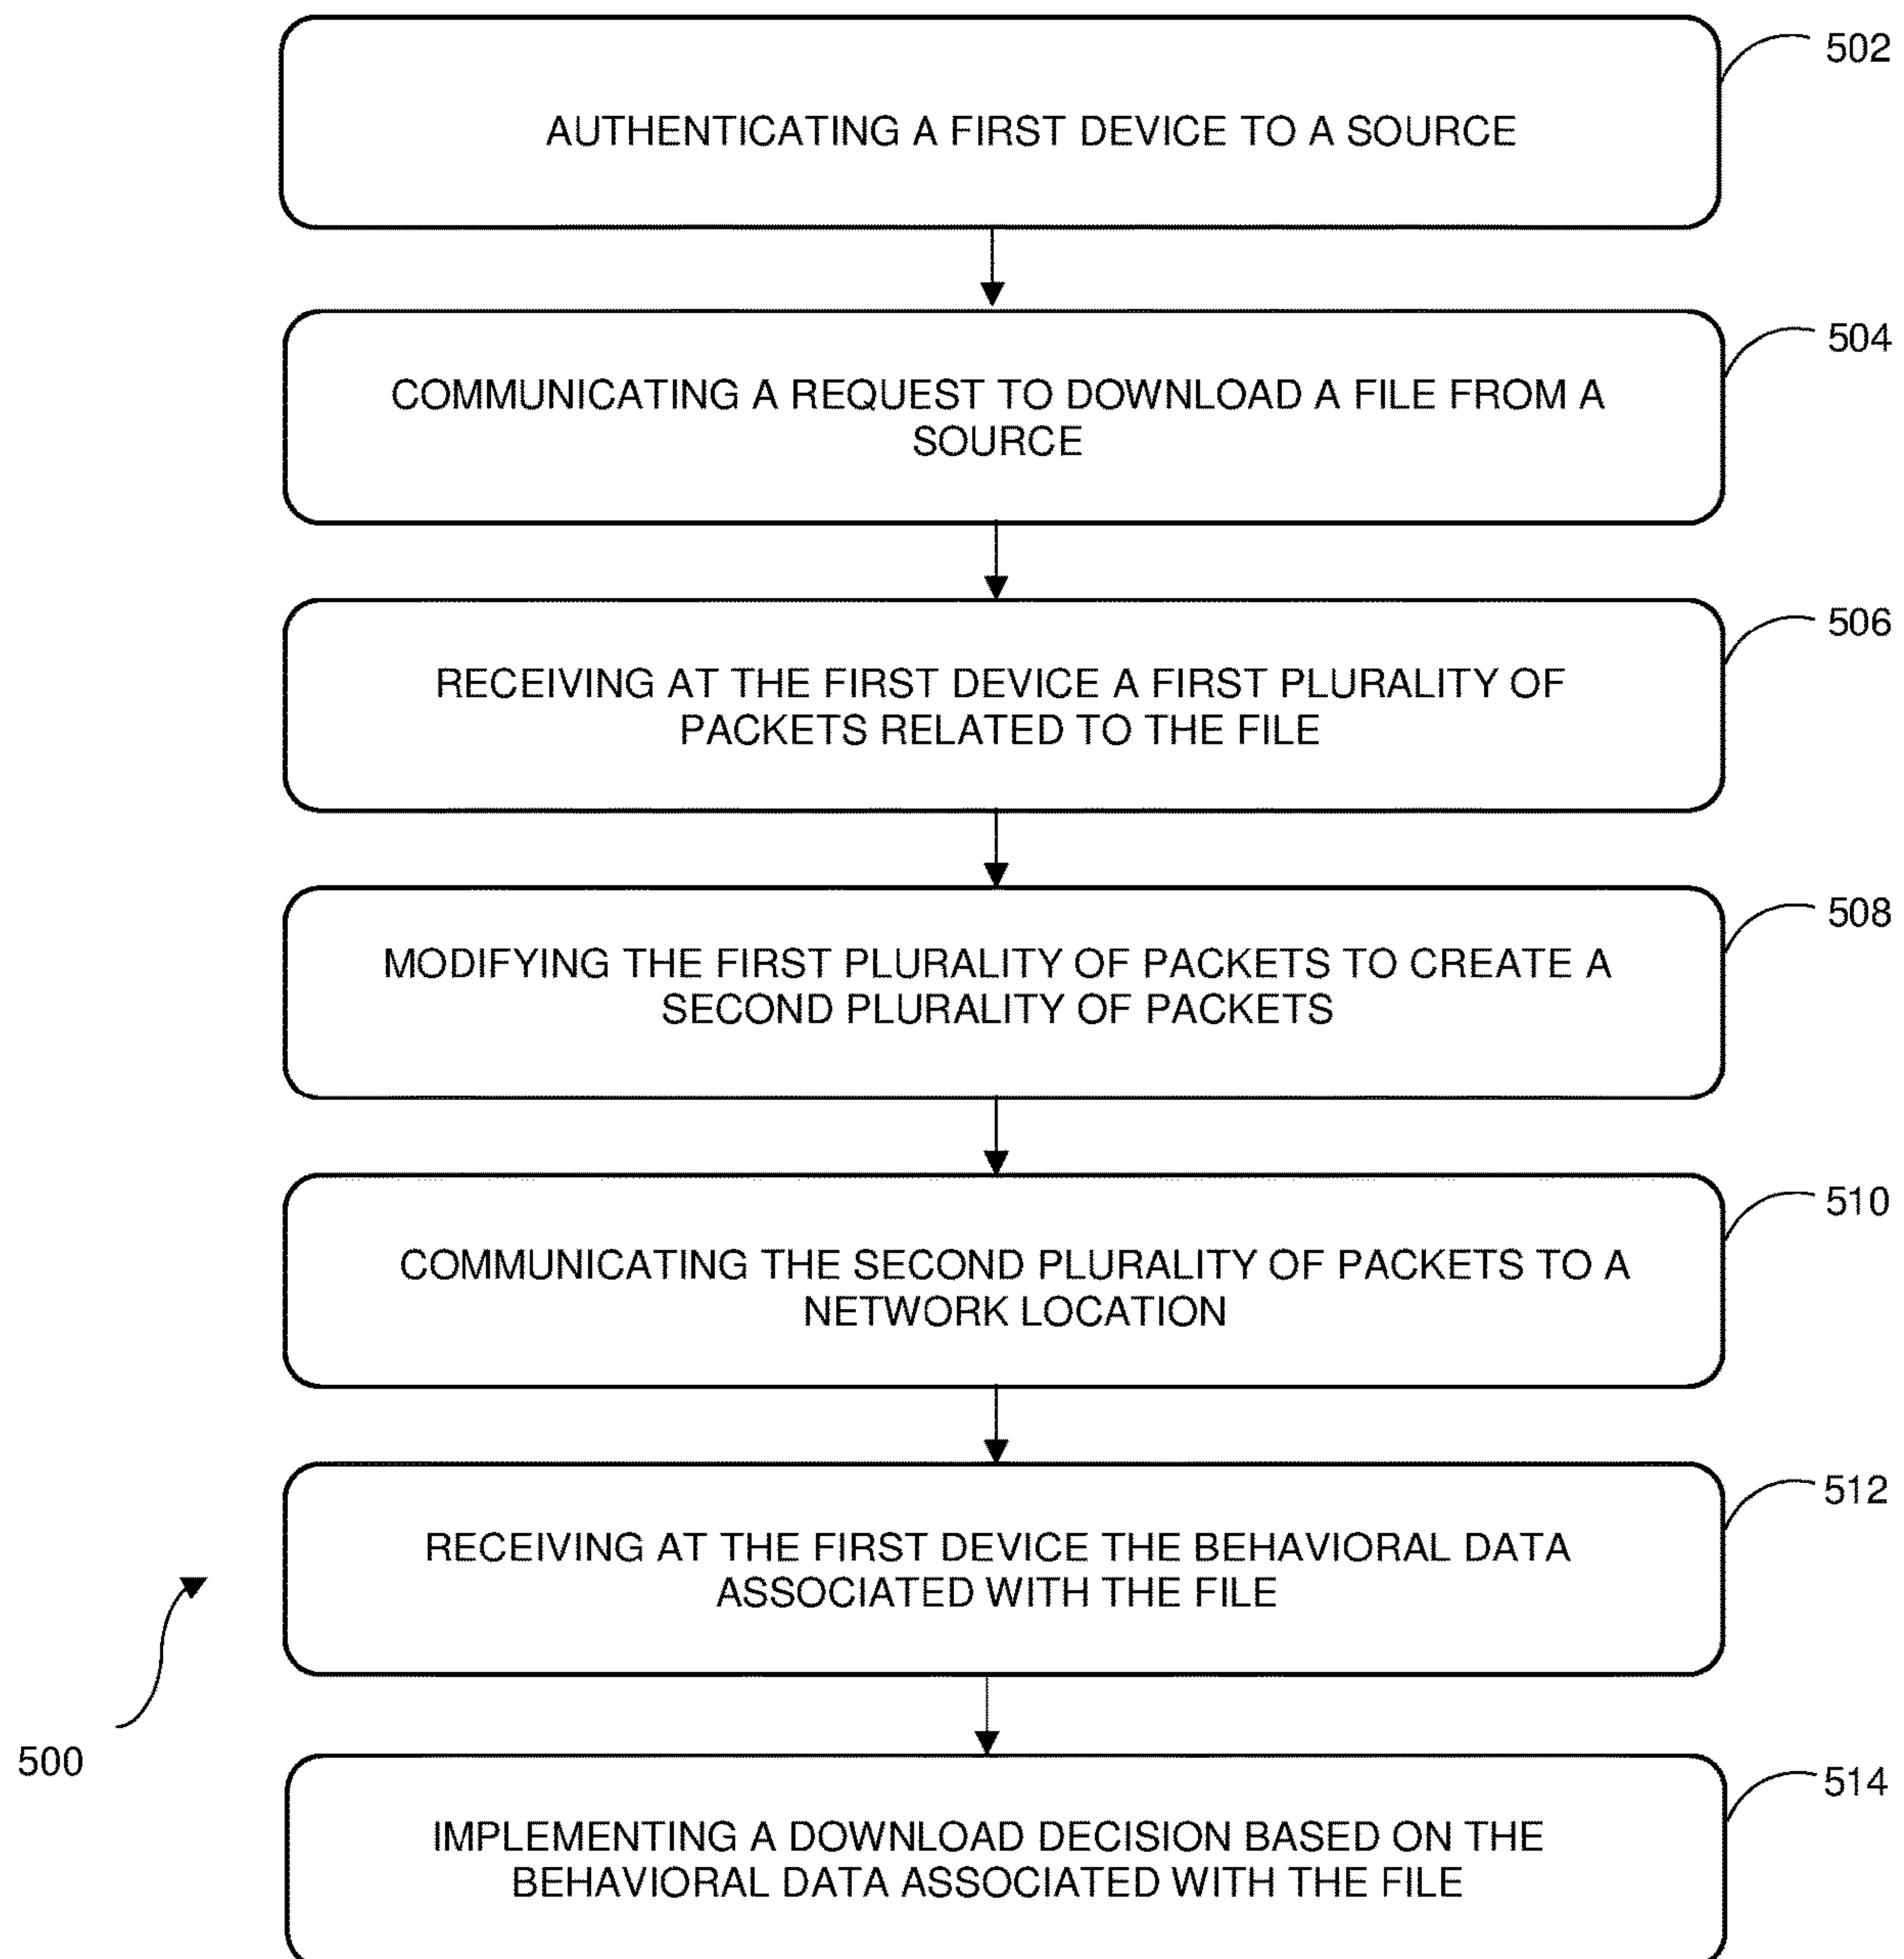 502
AUTHENTICATING A FIRST DEVICE TO A SOURCE
504
COMMUNICATING A REQUEST TO DOWNLOAD A FILE FROM A
SOURCE
506
RECEIVING AT THE FIRST DEVICE A FIRST PLURALITY OF
PACKETS RELATED TO THE FILE
508
MODIFYING THE FIRST PLURALITY OF PACKETS TO CREATE A
SECOND PLURALITY OF PACKETS
510
COMMUNICATING THE SECOND PLURALITY OF PACKETS TO A
NETWORK LOCATION
512
RECEIVING AT THE FIRST DEVICE THE BEHAVIORAL DATA
ASSOCIATED WITH THE FILE
500
514
IMPLEMENTING A DOWNLOAD DECISION BASED ON THE
BEHAVIORAL DATA ASSOCIATED WITH THE FILE